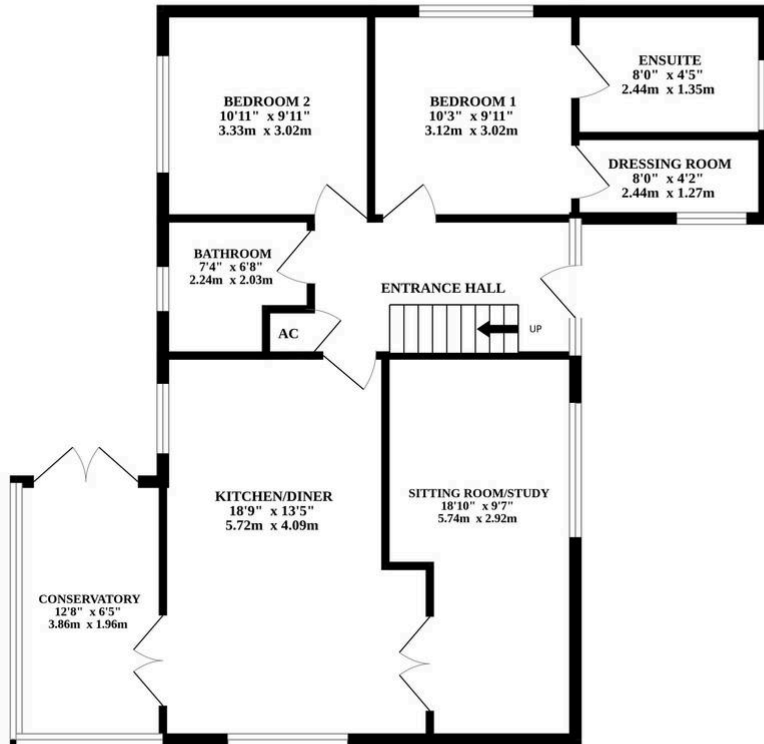 ENSUITE
8'0" x 4'5"
2.44m x 1.35m
BEDROOM 2
10'11" x 9'11"
3.33m x 3.02m
BEDROOM 1
10'3" x 9'11"
3.12m x 3.02m
DRESSING ROOM
8'0" x 4'2"
2.44m x 1.27m
BATHROOM
7'4" x 6'8"
2.24m x 2.03m
ENTRANCE HALL
AC
UP
KITCHEN/DINER
18'9" x 13'5"
5.72m x 4.09m
SITTING ROOM/STUDY
18'10" x 9'7"
5.74m x 2.92m
CONSERVATORY
12'8" x 6'5"
3.86m x 1.96m